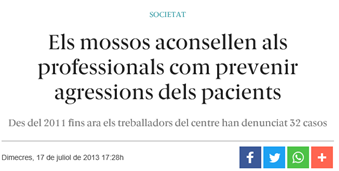 SOCIETAT
Els mossos aconsellen als
professionals com prevenir
agressions dels pacients
Des del 2011 fins ara els treballadors del centre han denunciat 32 casos
Dimecres, 17 de juliol de 2013 17:28h